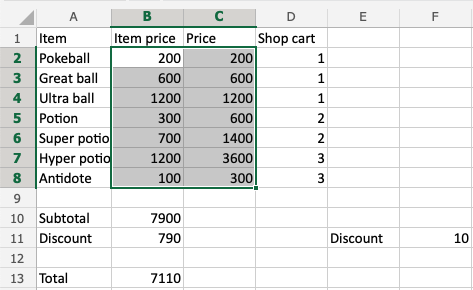 A B C D E F
1 Item Item price Price Shop cart
2 Pokeball 200 200 1
3 Great ball 600 600 1
4 Ultra ball 1200 1200 1
5 Potion 300 600 2
6 Super potio 700 1400 2
7 Hyper potio 1200 3600 3
8 Antidote 100 300 3
9
10 Subtotal 7900
11 Discount 790 Discount 10
12
13 Total 7110